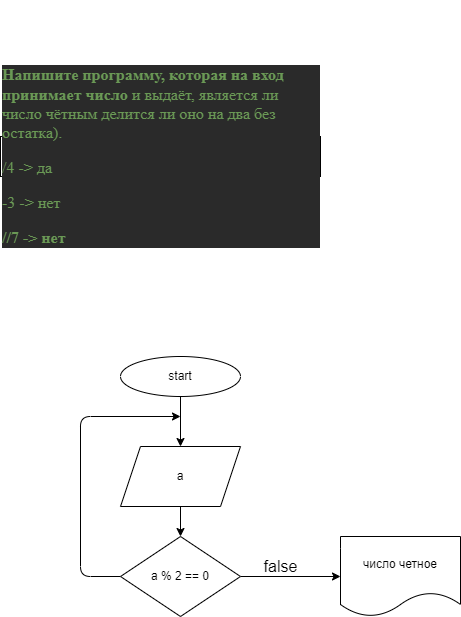 Напишите программу, которая на вход
принимает число и выдаёт, является ли
число чётным делится ли оно на два без
остатка).
/4 -> да
-3 -> нет
//7 -> нет
start
a
a % 2 == 0
false
число четное